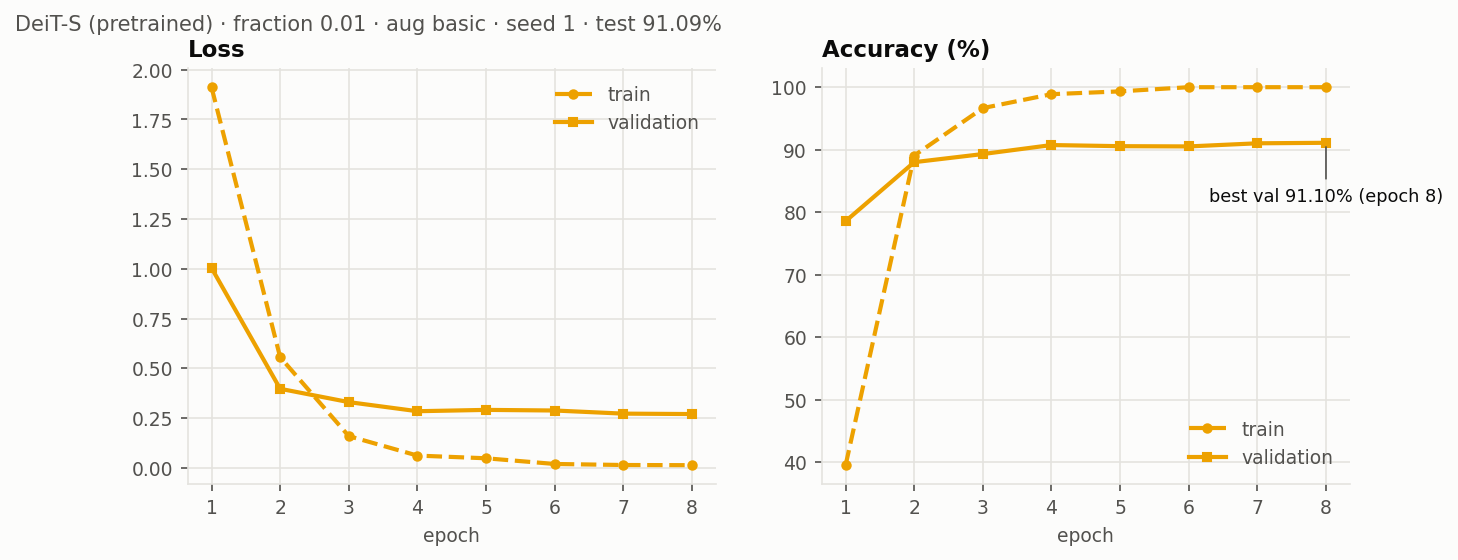 DeiT-S (pretrained) · fraction 0.01 · aug basic · seed 1 · test 91.09%
Loss
2.00
1.75
1.50
1.25
1.00
0.75
0.50
0.25
0.00
1 2 3 4 5 6 7 8
epoch
train
validation
Accuracy (%)
100
90
80
70
60
50
40
1 2 3 4 5 6 7 8
epoch
best val 91.10% (epoch 8)
train
validation